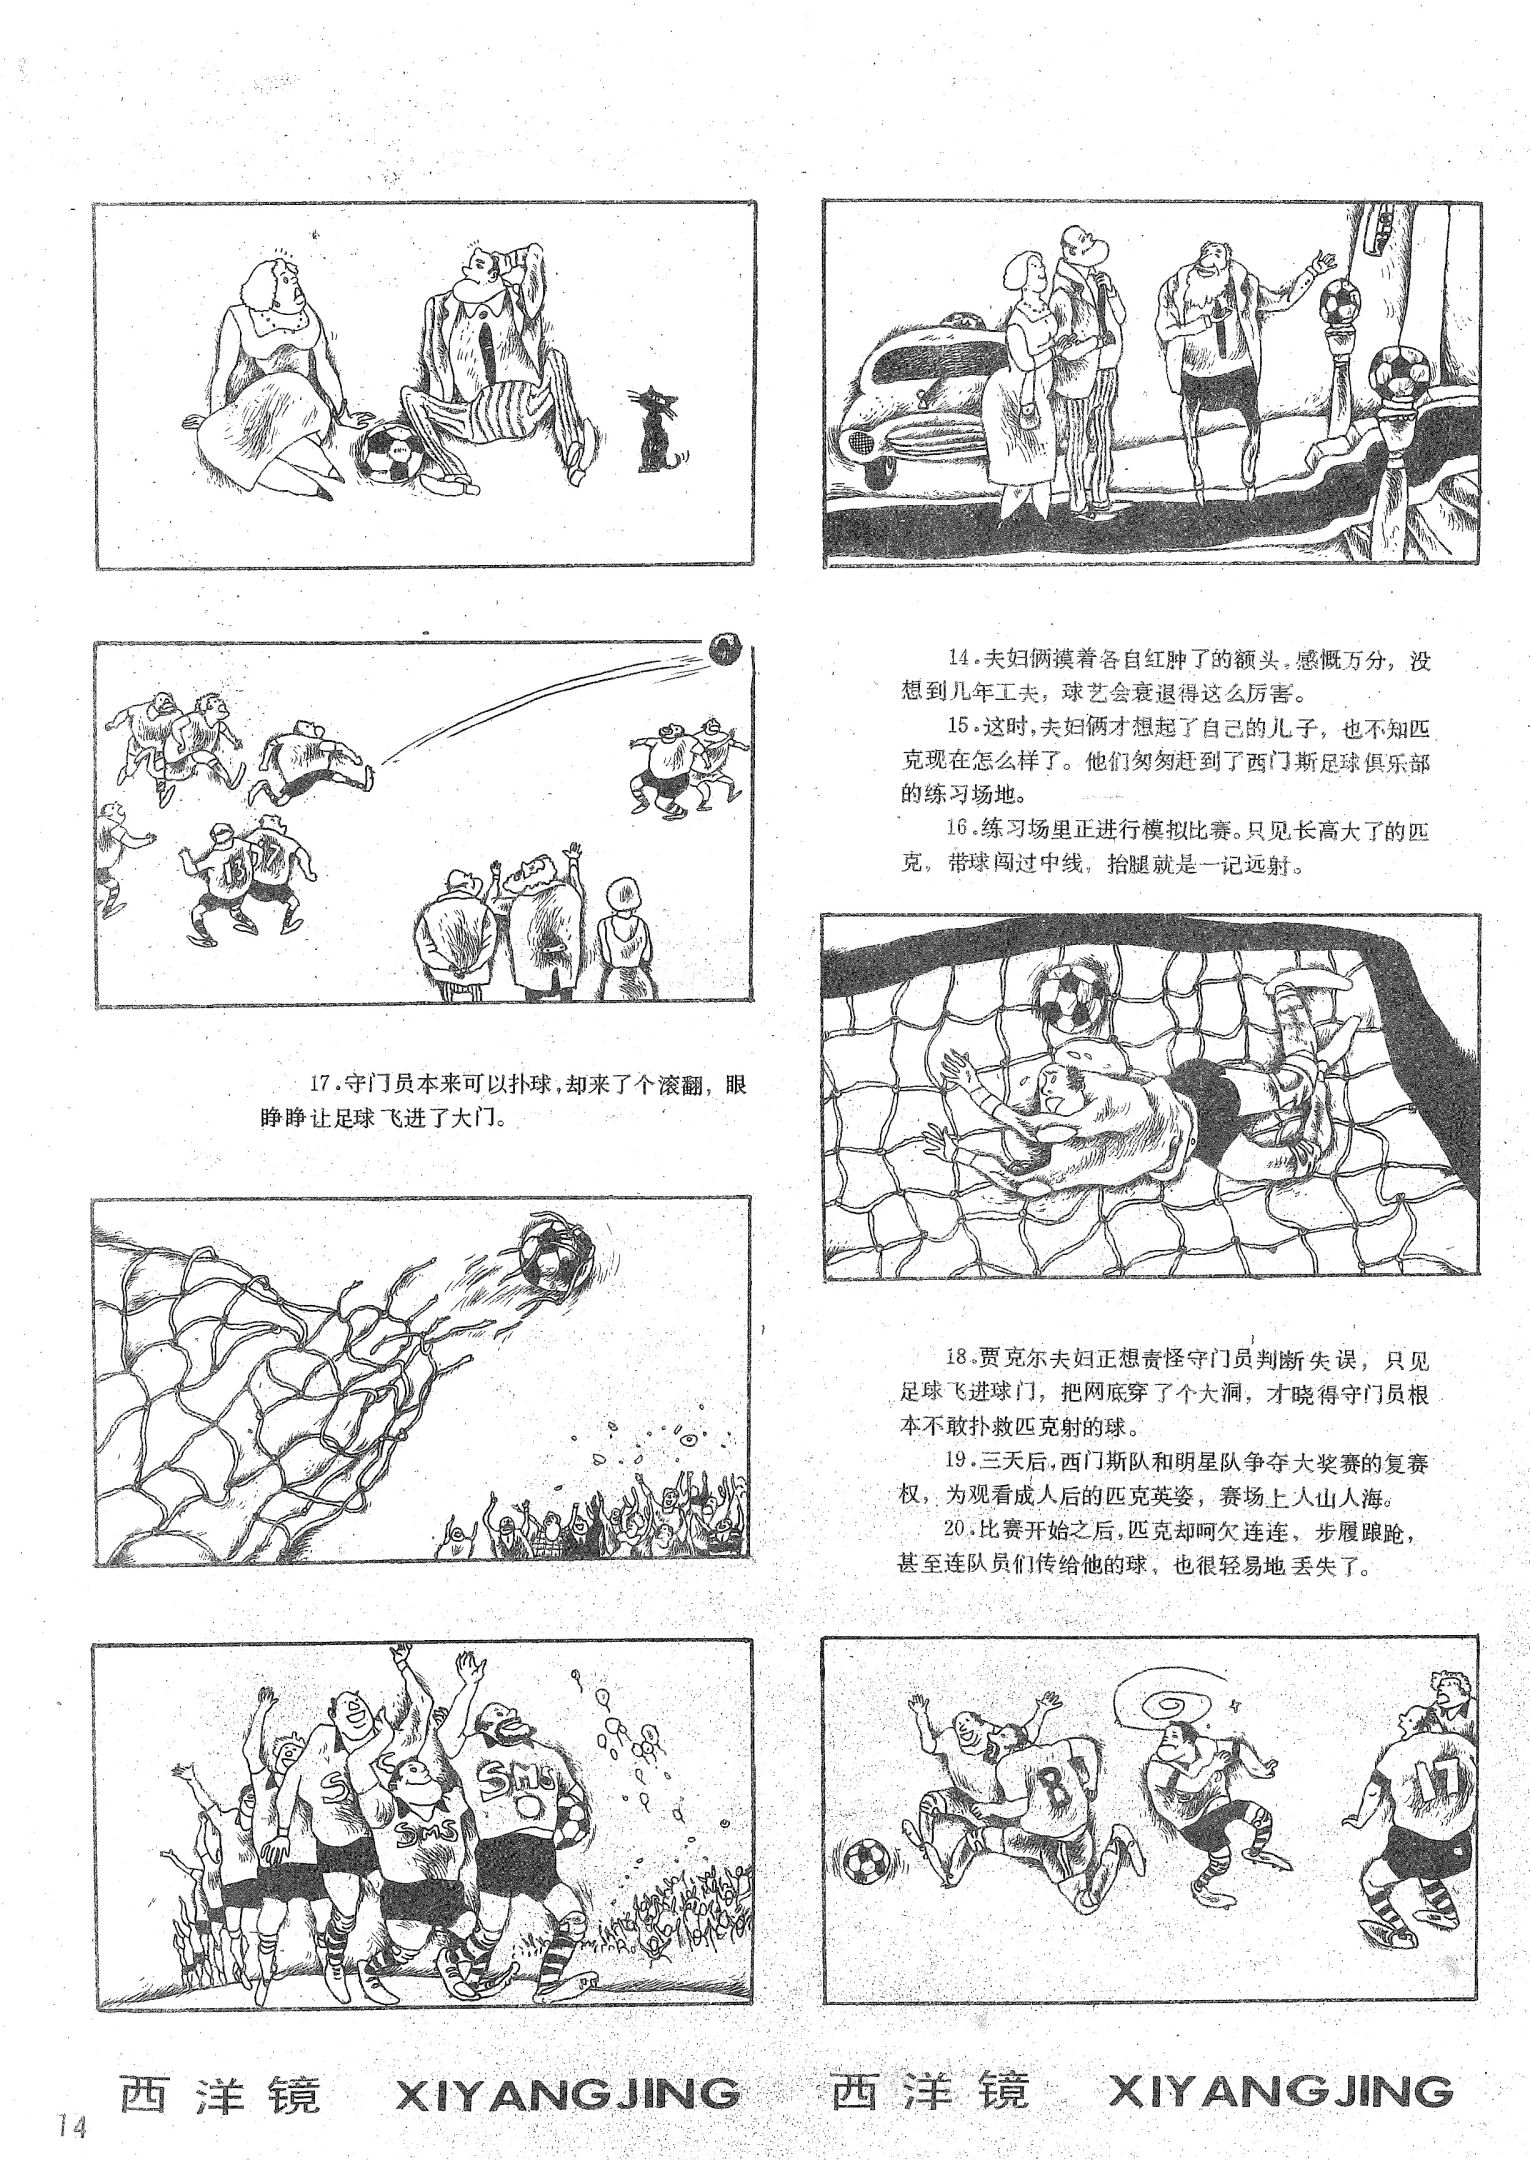 14.夫妇俩摸着各自红肿了的额头,感慨万分，没
想到几年工夫，球艺会衰退得这么厉害。
15.这时,夫妇俩才想起了自己的儿子，也不知匹
克现在怎么样了。他们匆匆赶到了西门斯足球俱乐部
的练习场地。
16.练习场里正进行模拟比赛。只见长高大了的匹
克，带球闯过中线，抬腿就是一记远射。
13
17.守门员本来可以扑球,却来了个滚翻，眼
睁睁让足球飞进了大门。
18.贾克尔夫妇正想责怪守门员判断失误，只见
足球飞进球门，把网底穿了个大洞，才晓得守门员根
本不敢扑救匹克射的球。
19.三天后,西门斯队和明星队争夺大奖赛的复赛
权，为观看成人后的匹克英姿，赛场上人山人海。
20.比赛开始之后,匹克却呵欠连连，步履踉跄，
甚至连队员们传给他的球，也很轻易地丢失了。
S
SMS
SMS
8
17
西洋镜 XIYANGJING 西洋镜 XIYANGJING
14